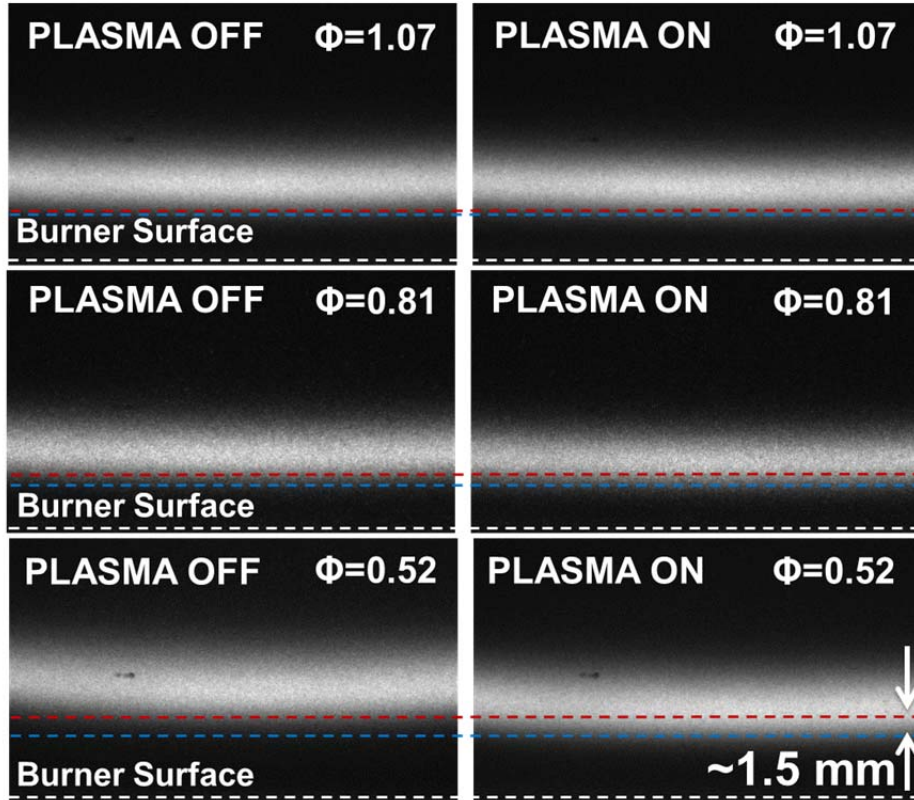 PLASMA OFF Φ=1.07
PLASMA ON Φ=1.07
Burner Surface
PLASMA OFF Φ=0.81
PLASMA ON Φ=0.81
Burner Surface
PLASMA OFF Φ=0.52
PLASMA ON Φ=0.52
Burner Surface
~1.5 mm